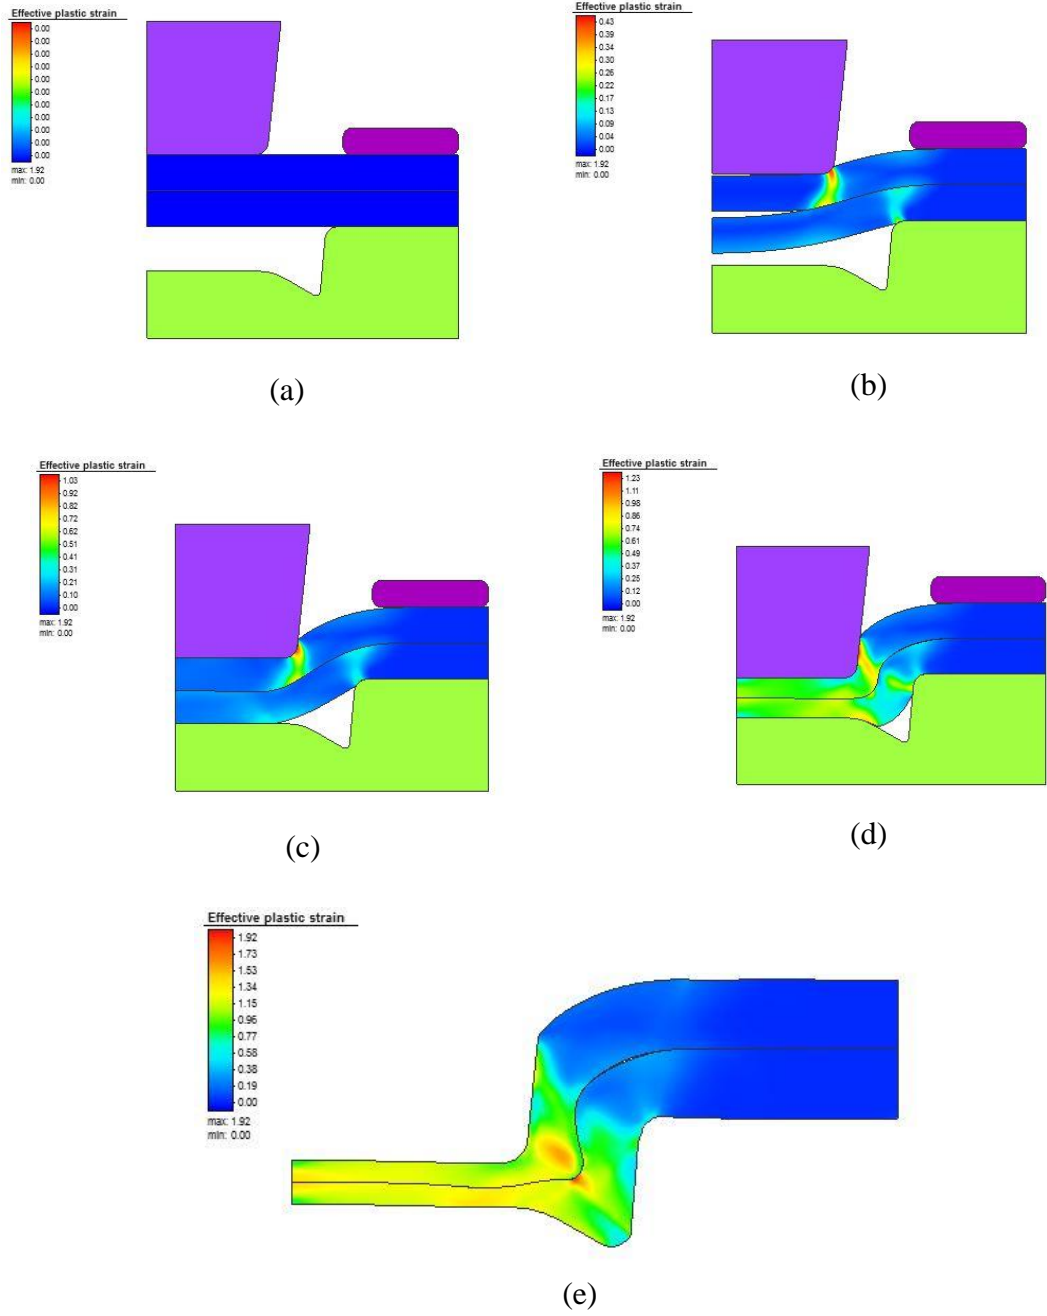 Effective plastic strain
0.00
0.00
0.00
0.00
0.00
0.00
0.00
0.00
0.00
0.00
0.00
max: 1.92
min: 0.00
(a)
Effective plastic strain
0.43
0.39
0.34
0.30
0.26
0.22
0.17
0.13
0.09
0.04
0.00
max: 1.92
min: 0.00
(b)
Effective plastic strain
1.03
0.92
0.82
0.72
0.62
0.51
0.41
0.31
0.21
0.10
0.00
max: 1.92
min: 0.00
(c)
Effective plastic strain
1.23
1.11
0.98
0.86
0.74
0.61
0.49
0.37
0.25
0.12
0.00
max: 1.92
min: 0.00
(d)
Effective plastic strain
1.92
1.73
1.53
1.34
1.15
0.96
0.77
0.58
0.38
0.19
0.00
max: 1.92
min: 0.00
(e)